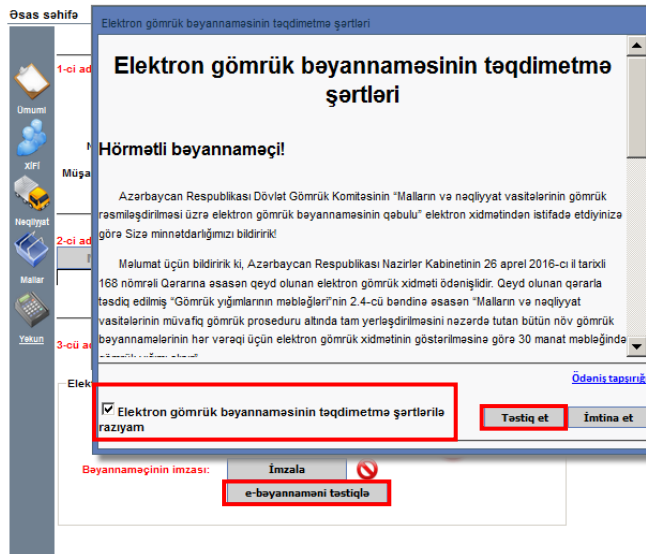 Əsas səhifə
Elektron gömrük bəyannaməsinin təqdimetmə şərtləri
Elektron gömrük bəyannaməsinin təqdimetmə
şərtləri
Hörmətli bəyannaməçi!
Azərbaycan Respublikası Dövlət Gömrük Komitəsinin “Malların və nəqliyyat vasitələrinin gömrük
rəsmiləşdirilməsi üzrə elektron gömrük bəyannaməsinin qəbulu” elektron xidmətindən istifadə etdiyinizə
görə Sizə minnətdarlığımızı bildiririk!
Məlumat üçün bildiririk ki, Azərbaycan Respublikası Nazirlər Kabinetinin 26 aprel 2016-cı il tarixli
168 nömrəli Qərarına əsasən qeyd olunan elektron gömrük xidməti ödənişlidir. Qeyd olunan qərarla
təsdiq edilmiş “Gömrük yığımlarının məbləğləri”nin 2.4-cü bəndinə əsasən “Malların və nəqliyyat
vasitələrinin müvafiq gömrük proseduru altında tam yerləşdirilməsini nəzərdə tutan bütün növ gömrük
bəyannamələrinin hər vərəqi üçün elektron gömrük xidmətinin göstərilməsinə görə 30 manat məbləğində
Ödəniş tapşırığı
Elektron gömrük bəyannaməsinin təqdimetmə şərtlərilə
razıyam
Təstiq et
İmtina et
Ümumi
XİFİ
Nəqliyyat
Mallar
Yekun
1-ci ad
Müşa
2-ci ad
3-cü ad
Elekt
Bəyannaməçinin imzası:
İmzala
e-bəyannaməni təstiqlə